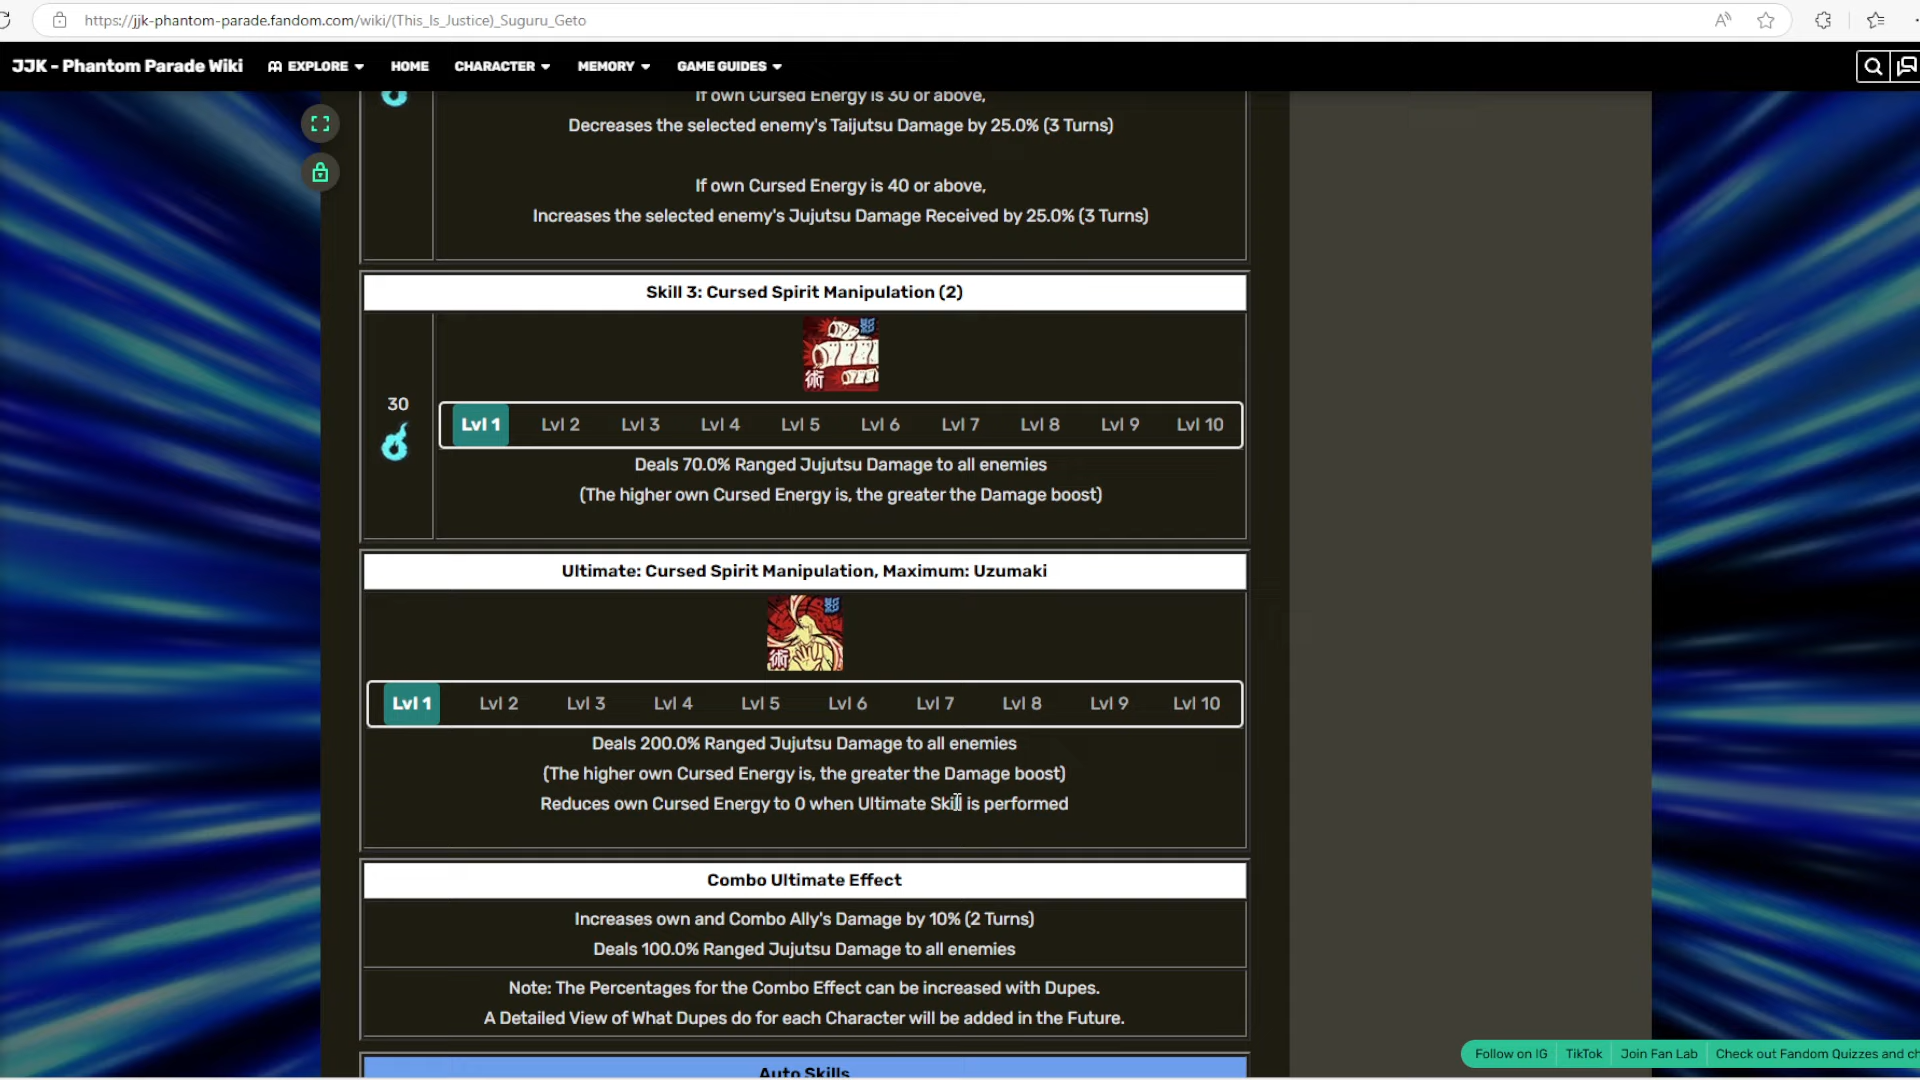 https://jjk-phantom-parade.fandom.com/wiki/(This_Is_Justice)_Suguru_Geto
JJK - Phantom Parade Wiki EXPLORE HOME CHARACTER MEMORY GAME GUIDES
If own Cursed Energy is 30 or above,
Decreases the selected enemy's Taijutsu Damage by 25.0% (3 Turns)
If own Cursed Energy is 40 or above,
Increases the selected enemy's Jujutsu Damage Received by 25.0% (3 Turns)
Skill 3: Cursed Spirit Manipulation (2)
術
30
Lvl 1 Lvl 2 Lvl 3 Lvl 4 Lvl 5 Lvl 6 Lvl 7 Lvl 8 Lvl 9 Lvl 10
Deals 70.0% Ranged Jujutsu Damage to all enemies
(The higher own Cursed Energy is, the greater the Damage boost)
Ultimate: Cursed Spirit Manipulation, Maximum: Uzumaki
術
Lvl 1 Lvl 2 Lvl 3 Lvl 4 Lvl 5 Lvl 6 Lvl 7 Lvl 8 Lvl 9 Lvl 10
Deals 200.0% Ranged Jujutsu Damage to all enemies
(The higher own Cursed Energy is, the greater the Damage boost)
Reduces own Cursed Energy to 0 when Ultimate Skill is performed
Combo Ultimate Effect
Increases own and Combo Ally's Damage by 10% (2 Turns)
Deals 100.0% Ranged Jujutsu Damage to all enemies
Note: The Percentages for the Combo Effect can be increased with Dupes.
A Detailed View of What Dupes do for each Character will be added in the Future.
Follow on IG TikTok Join Fan Lab Check out Fandom Quizzes and ch
Auto Skills